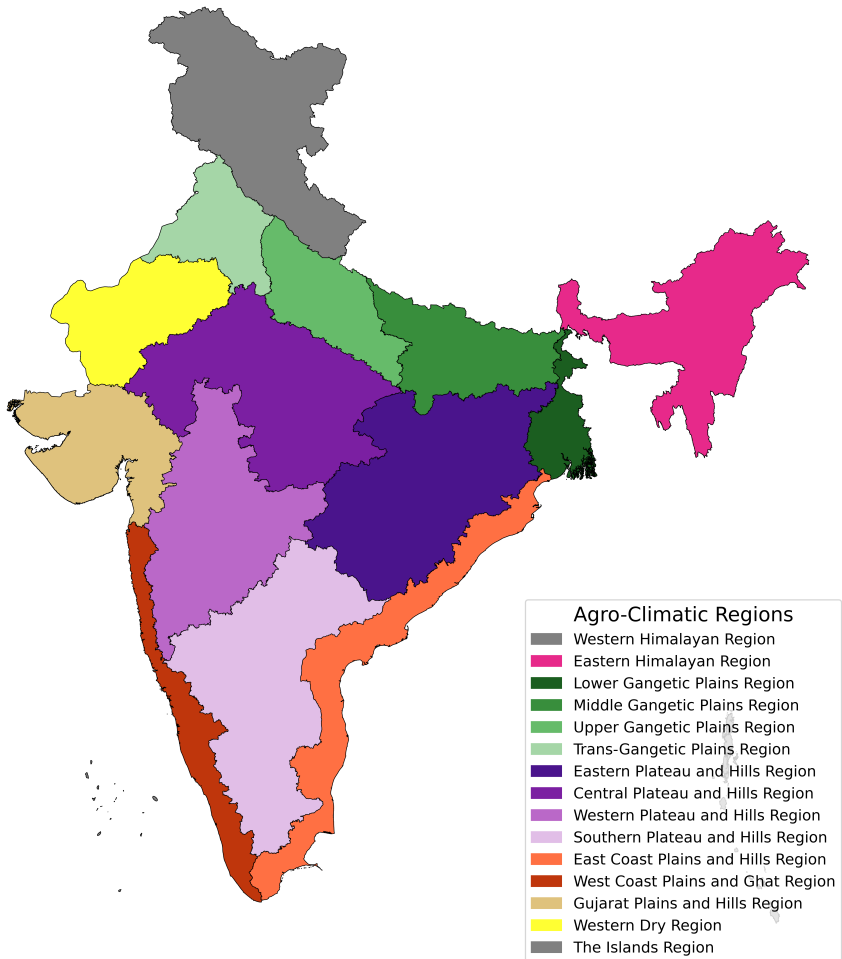 Agro-Climatic Regions
Western Himalayan Region
Eastern Himalayan Region
Lower Gangetic Plains Region
Middle Gangetic Plains Region
Upper Gangetic Plains Region
Trans-Gangetic Plains Region
Eastern Plateau and Hills Region
Central Plateau and Hills Region
Western Plateau and Hills Region
Southern Plateau and Hills Region
East Coast Plains and Hills Region
West Coast Plains and Ghat Region
Gujarat Plains and Hills Region
Western Dry Region
The Islands Region